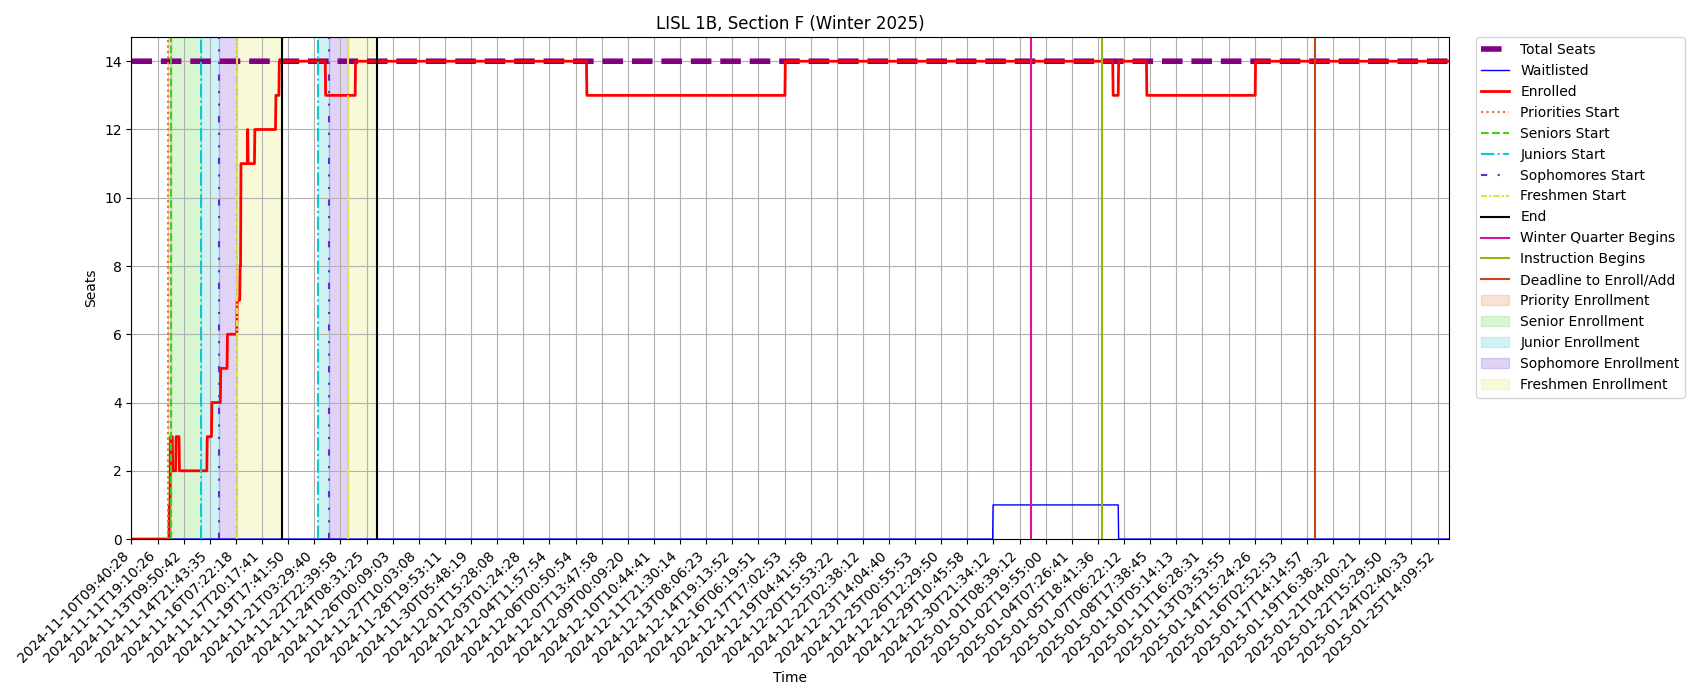 LISL 1B, Section F (Winter 2025)
Seats
14
12
10
8
6
4
2
0
2024-11-10T09:40:28
2024-11-11T19:10:26
2024-11-13T09:50:42
2024-11-14T21:43:35
2024-11-16T07:22:18
2024-11-17T20:17:41
2024-11-19T17:41:50
2024-11-21T03:29:40
2024-11-22T22:39:58
2024-11-24T08:31:25
2024-11-26T00:09:03
2024-11-27T10:03:08
2024-11-28T19:53:11
2024-11-30T05:48:19
2024-12-01T15:28:08
2024-12-03T01:24:28
2024-12-04T11:57:54
2024-12-06T00:50:54
2024-12-07T13:47:58
2024-12-09T00:09:20
2024-12-10T10:44:41
2024-12-11T21:30:14
2024-12-13T08:06:23
2024-12-14T19:13:52
2024-12-16T06:19:51
2024-12-17T17:02:53
2024-12-19T04:41:58
2024-12-20T15:53:22
2024-12-22T02:38:12
2024-12-23T14:04:40
2024-12-25T00:55:53
2024-12-26T12:29:50
2024-12-29T10:45:58
2024-12-30T21:34:12
2025-01-01T08:39:12
2025-01-02T19:55:00
2025-01-04T07:26:41
2025-01-05T18:41:36
2025-01-07T06:22:12
2025-01-08T17:38:45
2025-01-10T05:14:13
2025-01-11T16:28:31
2025-01-13T03:53:55
2025-01-14T15:24:26
2025-01-16T02:52:53
2025-01-17T14:14:57
2025-01-19T16:38:32
2025-01-21T04:00:21
2025-01-22T15:29:50
2025-01-24T02:40:33
2025-01-25T14:09:52
Time
Total Seats
Waitlisted
Enrolled
Priorities Start
Seniors Start
Juniors Start
Sophomores Start
Freshmen Start
End
Winter Quarter Begins
Instruction Begins
Deadline to Enroll/Add
Priority Enrollment
Senior Enrollment
Junior Enrollment
Sophomore Enrollment
Freshmen Enrollment